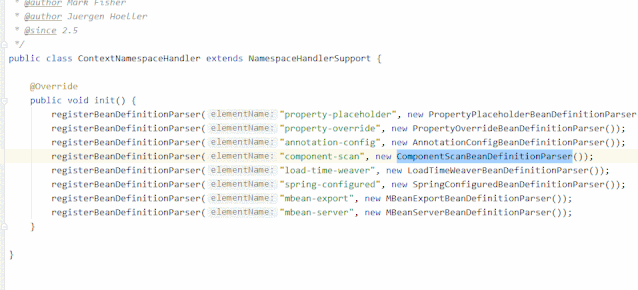 * @author Mark Fisher
* @author Juergen Hoeller
* @since 2.5
*/
public class ContextNamespaceHandler extends NamespaceHandlerSupport {
@Override
public void init() {
registerBeanDefinitionParser( elementName: "property-placeholder", new PropertyPlaceholderBeanDefinitionParser
registerBeanDefinitionParser( elementName: "property-override", new PropertyOverrideBeanDefinitionParser());
registerBeanDefinitionParser( elementName: "annotation-config", new AnnotationConfigBeanDefinitionParser());
registerBeanDefinitionParser( elementName: "component-scan", new ComponentScanBeanDefinitionParser());
registerBeanDefinitionParser( elementName: "load-time-weaver", new LoadTimeWeaverBeanDefinitionParser());
registerBeanDefinitionParser( elementName: "spring-configured", new SpringConfiguredBeanDefinitionParser());
registerBeanDefinitionParser( elementName: "mbean-export", new MBeanExportBeanDefinitionParser());
registerBeanDefinitionParser( elementName: "mbean-server", new MBeanServerBeanDefinitionParser());
}
}